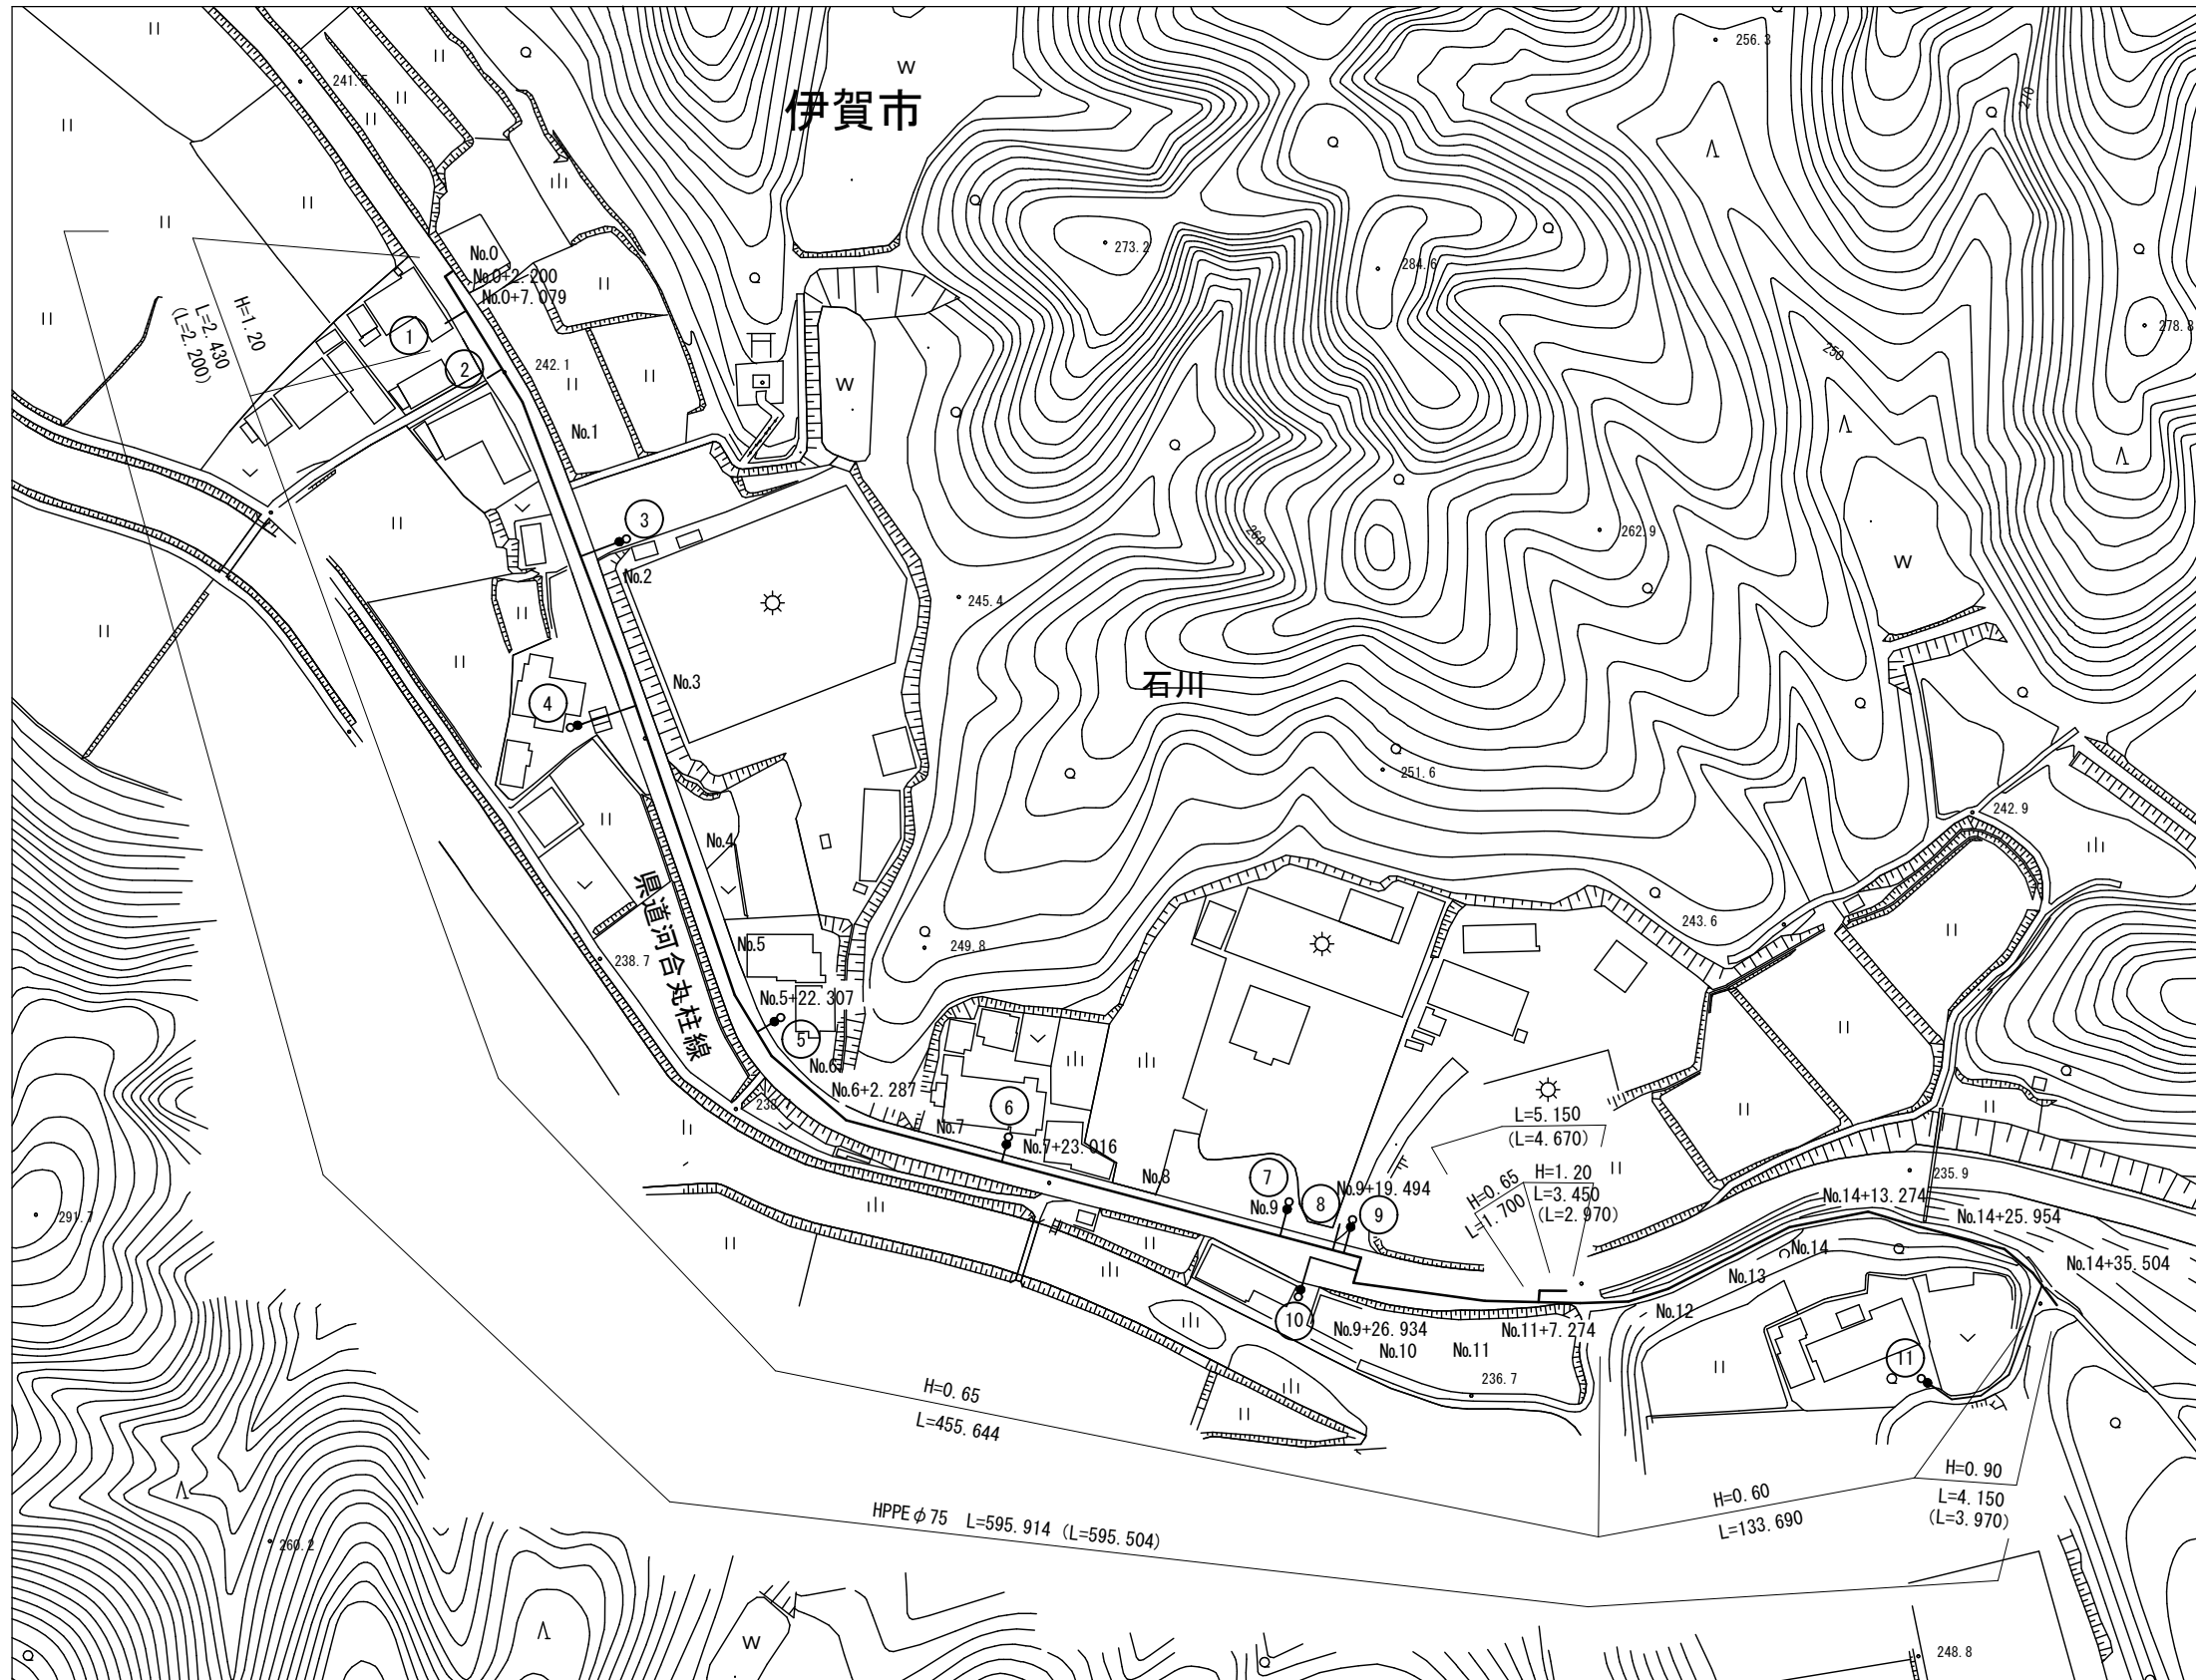 256.3
W
241.5
伊賀市
270
273.2
284.6
No.0
No.0+2.200
No.0+7.079
H=1.20
L=2.430
(L=2.200)
278.8
1
2
242.1
250
W
No.1
3
260
262.9
No.2
W
245.4
No.3
石川
4
251.6
242.9
No.4
県道河合丸柱線
243.6
No.5
249.8
238.7
No.5+22.307
5
No.6
No.6+2.287
6
No.7
No.7+23.016
L=5.150
(L=4.670)
H=0.65
L=1.700
H=1.20
L=3.450
(L=2.970)
No.8
7
8
No.9
No.9+19.494
9
235.9
No.14+13.274
No.14+25.954
No.14+35.504
291.7
No.14
No.13
No.12
10
No.9+26.934
No.10
No.11
No.11+7.274
11
236.7
H=0.65
L=455.644
H=0.90
L=4.150
(L=3.970)
H=0.60
L=133.690
HPPEφ75 L=595.914 (L=595.504)
260.2
W
248.8